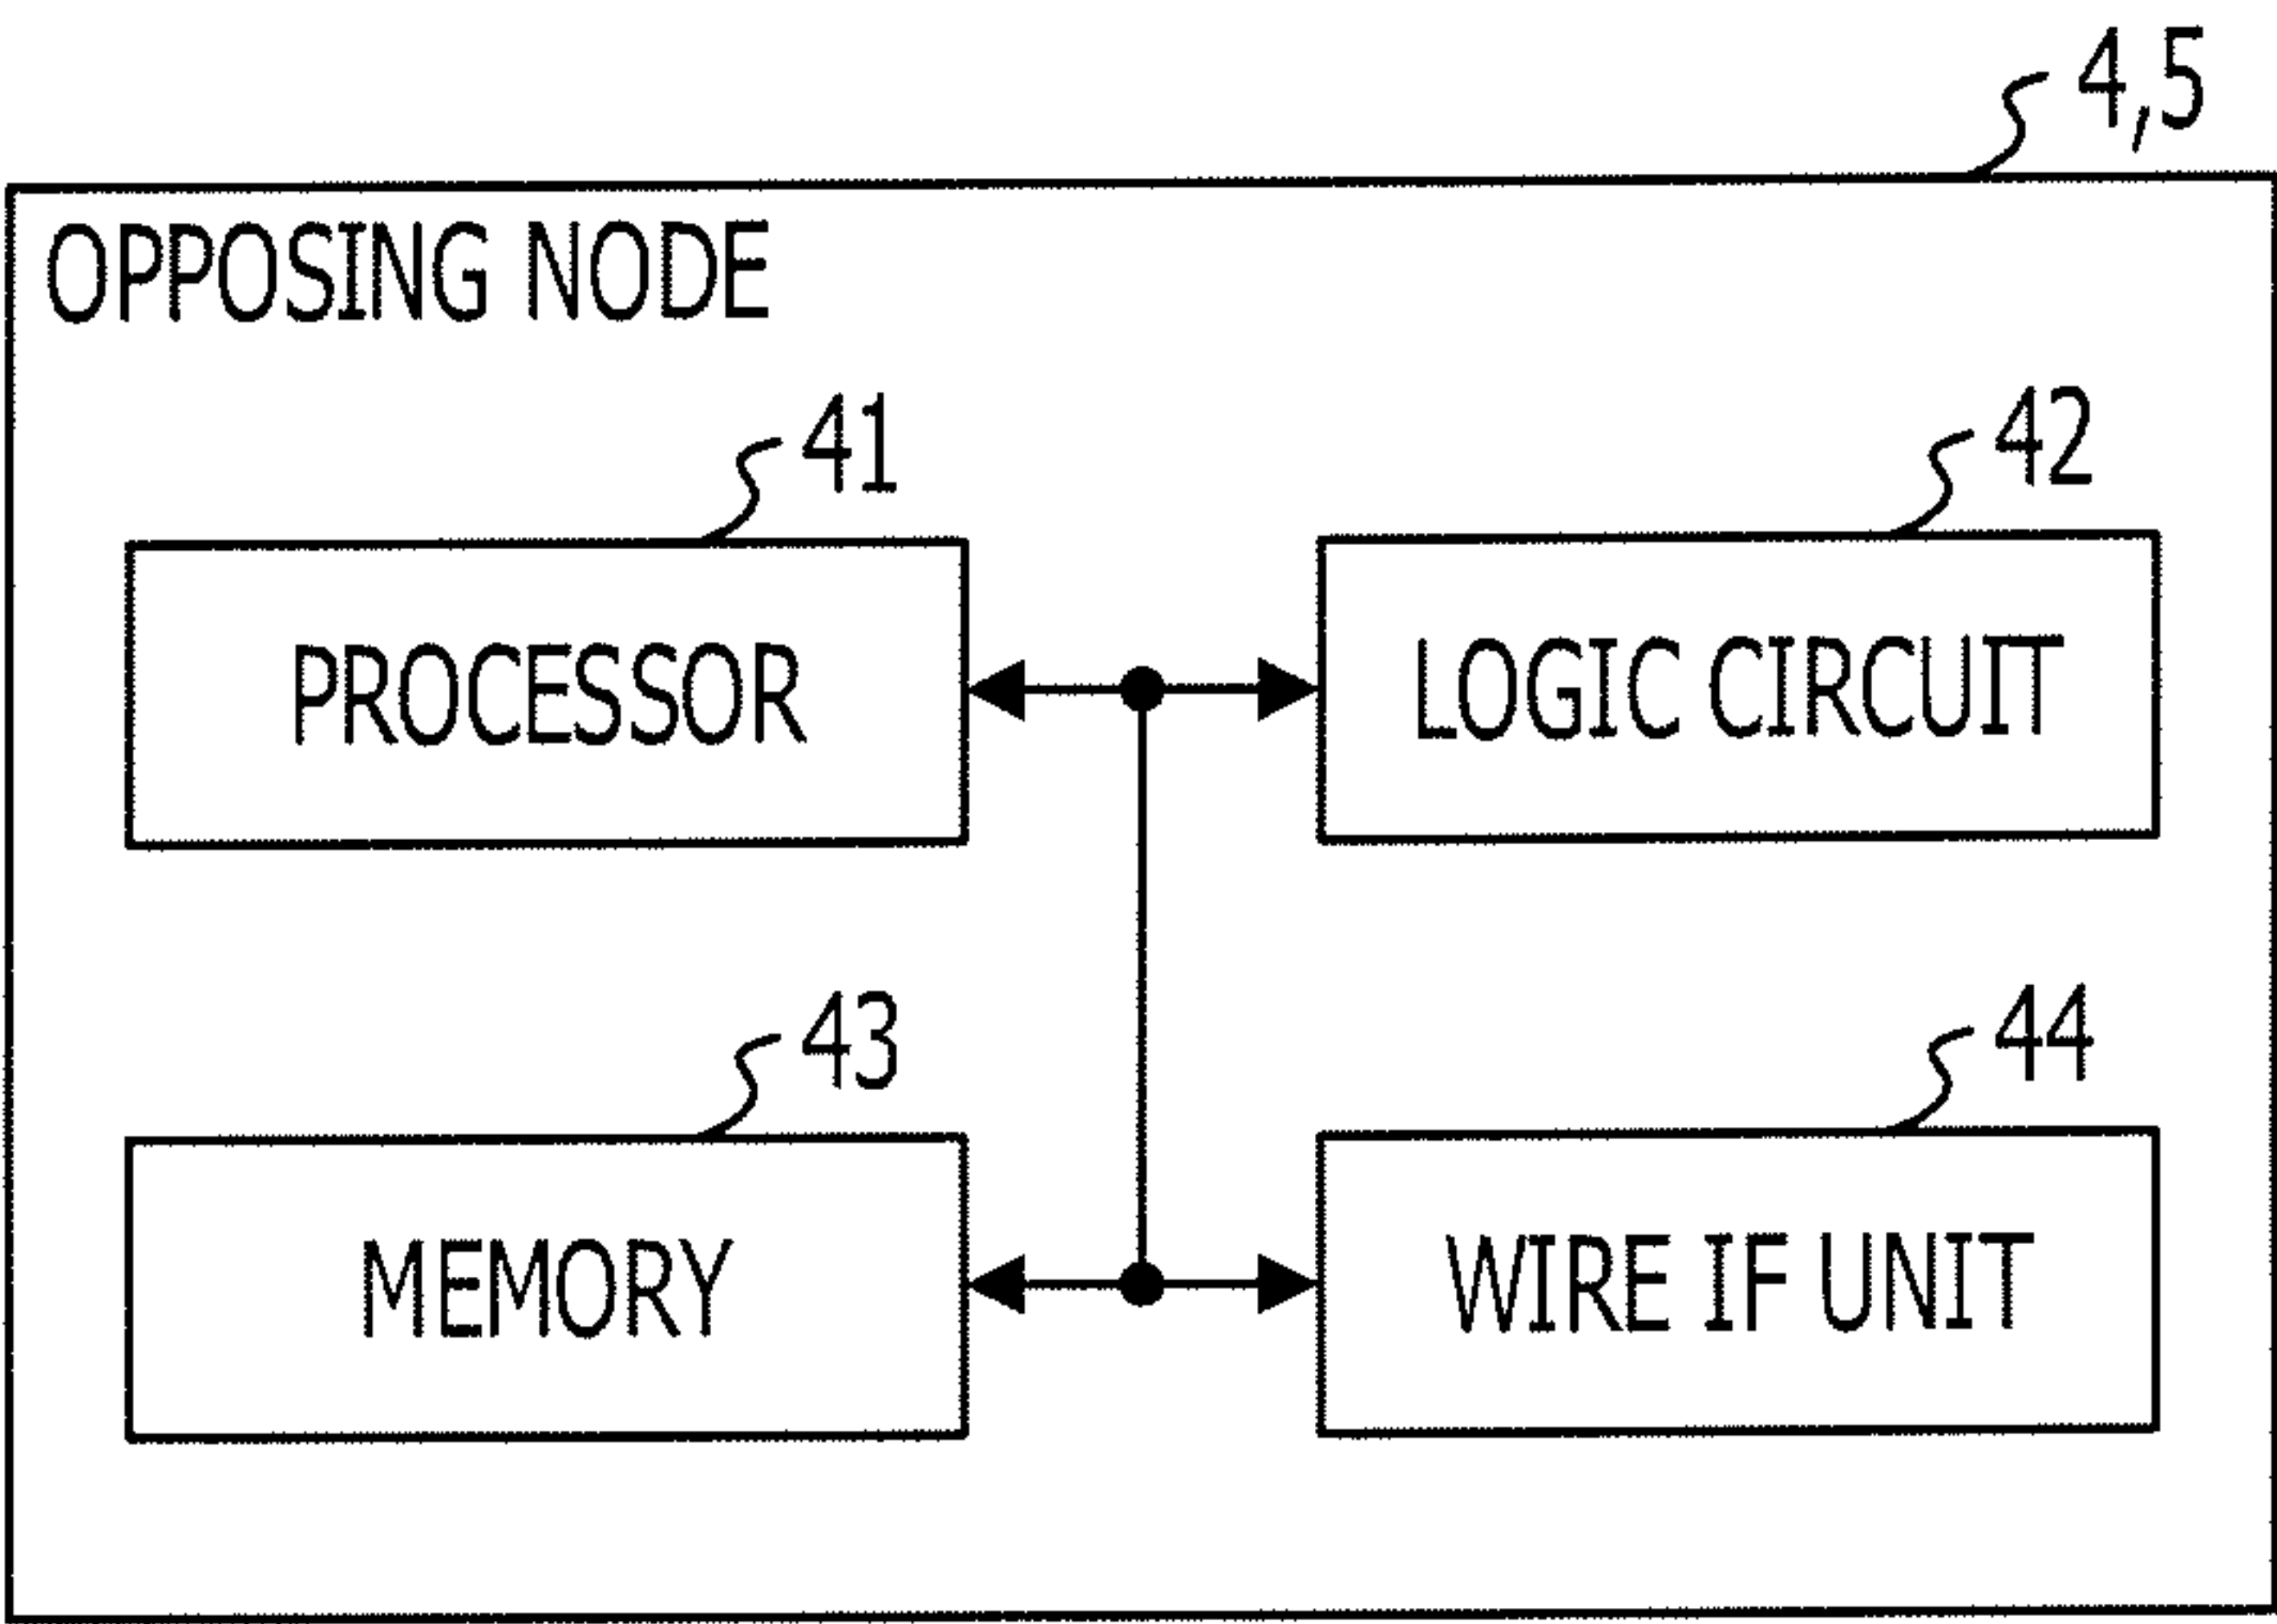 4,5
OPPOSING NODE
41
42
PROCESSOR
LOGIC CIRCUIT
43
44
MEMORY
WIRE IF UNIT